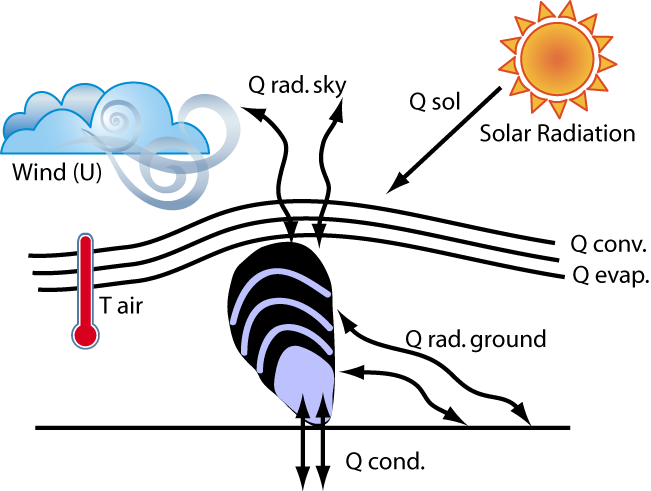 Q rad. sky
Q sol
Solar Radiation
Wind (U)
Q conv.
Q evap.
T air
Q rad. ground
Q cond.